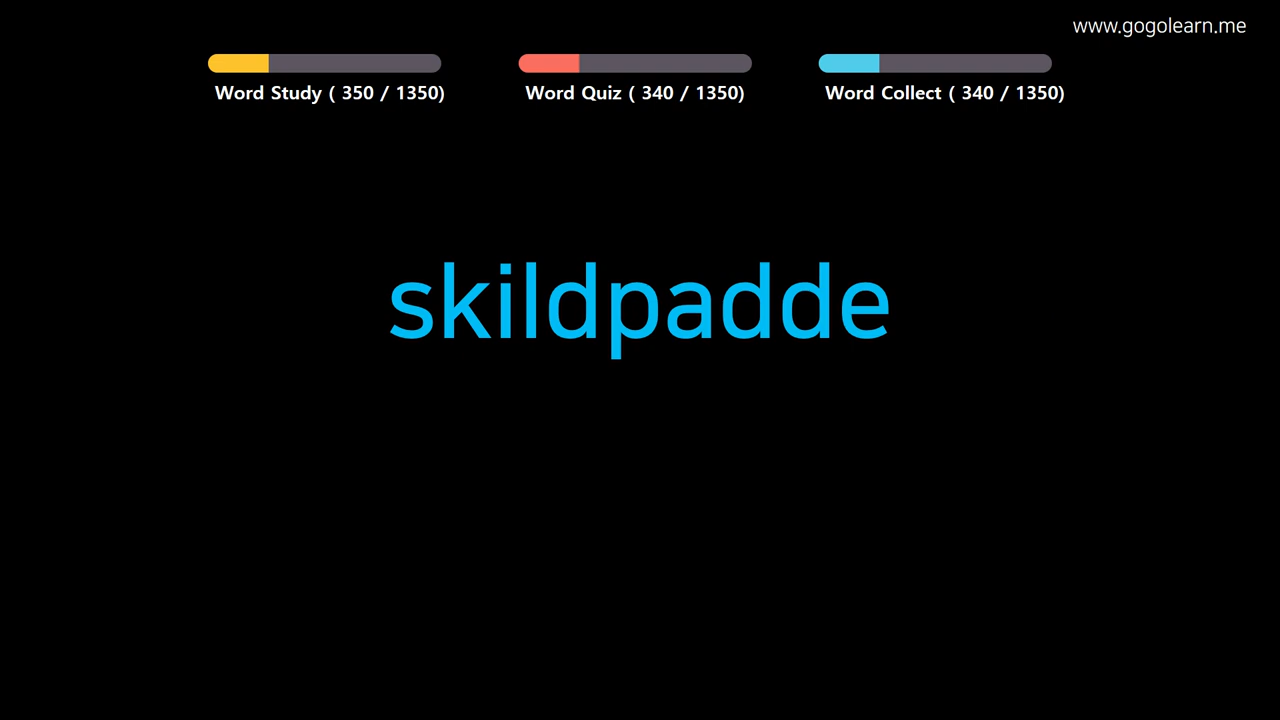 www.gogolearn.me
Word Study ( 350 / 1350)
Word Quiz ( 340 / 1350)
Word Collect ( 340 / 1350)
skildpadde